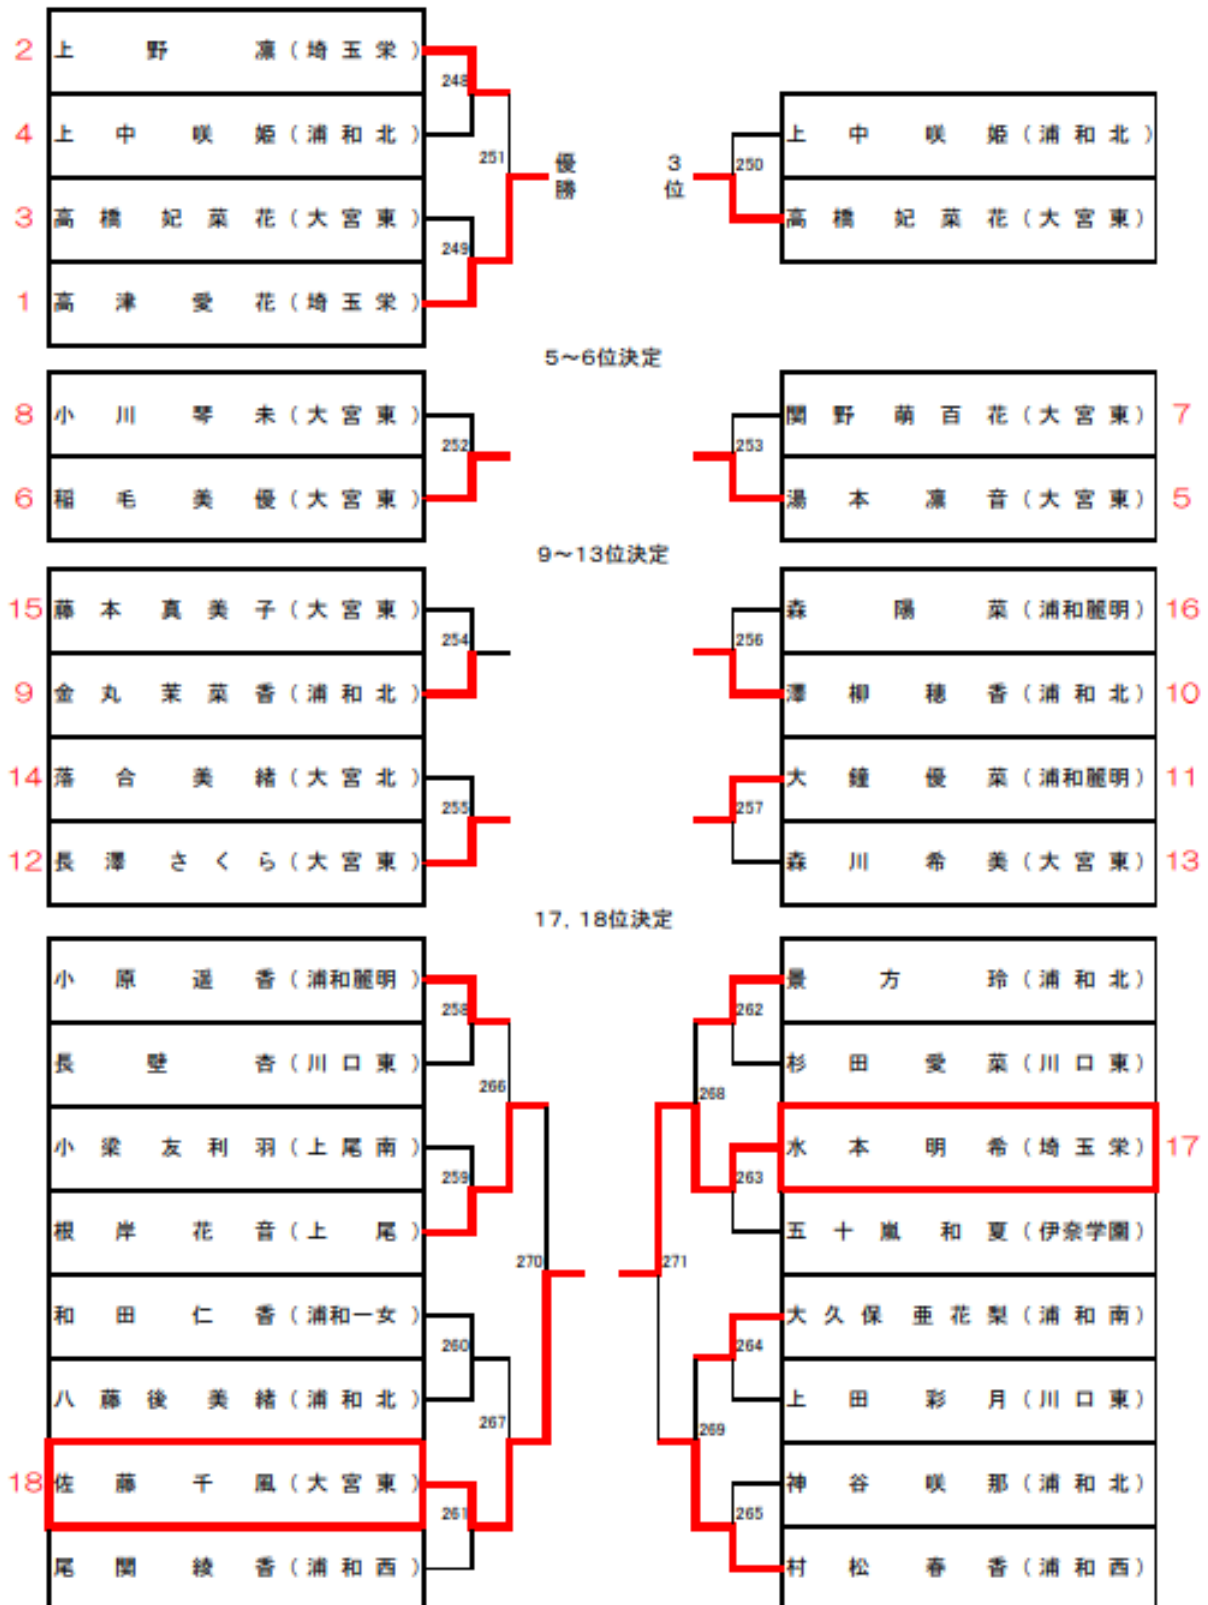 2 上野 凛（埼玉栄）
248
4 上中 咲姫（浦和北）
上中 咲姫（浦和北）
251
優勝
3位
250
3 高橋 妃菜花（大宮東）
高橋 妃菜花（大宮東）
249
1 高津 愛花（埼玉栄）
5～6位決定
8 小川 琴未（大宮東）
関野 萌百花（大宮東） 7
252
253
6 稲毛 美優（大宮東）
湯本 凛音（大宮東） 5
9～13位決定
15 藤本 真美子（大宮東）
森 陽菜（浦和麗明） 16
254
256
9 金丸 茉菜香（浦和北）
澤柳 穂香（浦和北） 10
14 落合 美緒（大宮北）
大鐘 優菜（浦和麗明） 11
255
257
12 長澤 さくら（大宮東）
森川 希美（大宮東） 13
17，18位決定
小原 遥香（浦和麗明）
景方 玲（浦和北）
258
262
長壁 杏（川口東）
杉田 愛菜（川口東）
266
268
小梁 友利羽（上尾南）
水本 明希（埼玉栄） 17
259
263
根岸 花音（上尾）
五十嵐 和夏（伊奈学園）
270
271
和田 仁香（浦和一女）
大久保 亜花梨（浦和南）
260
264
八藤後 美緒（浦和北）
上田 彩月（川口東）
267
269
18 佐藤 千風（大宮東）
神谷 咲那（浦和北）
261
265
尾関 綾香（浦和西）
村松 春香（浦和西）